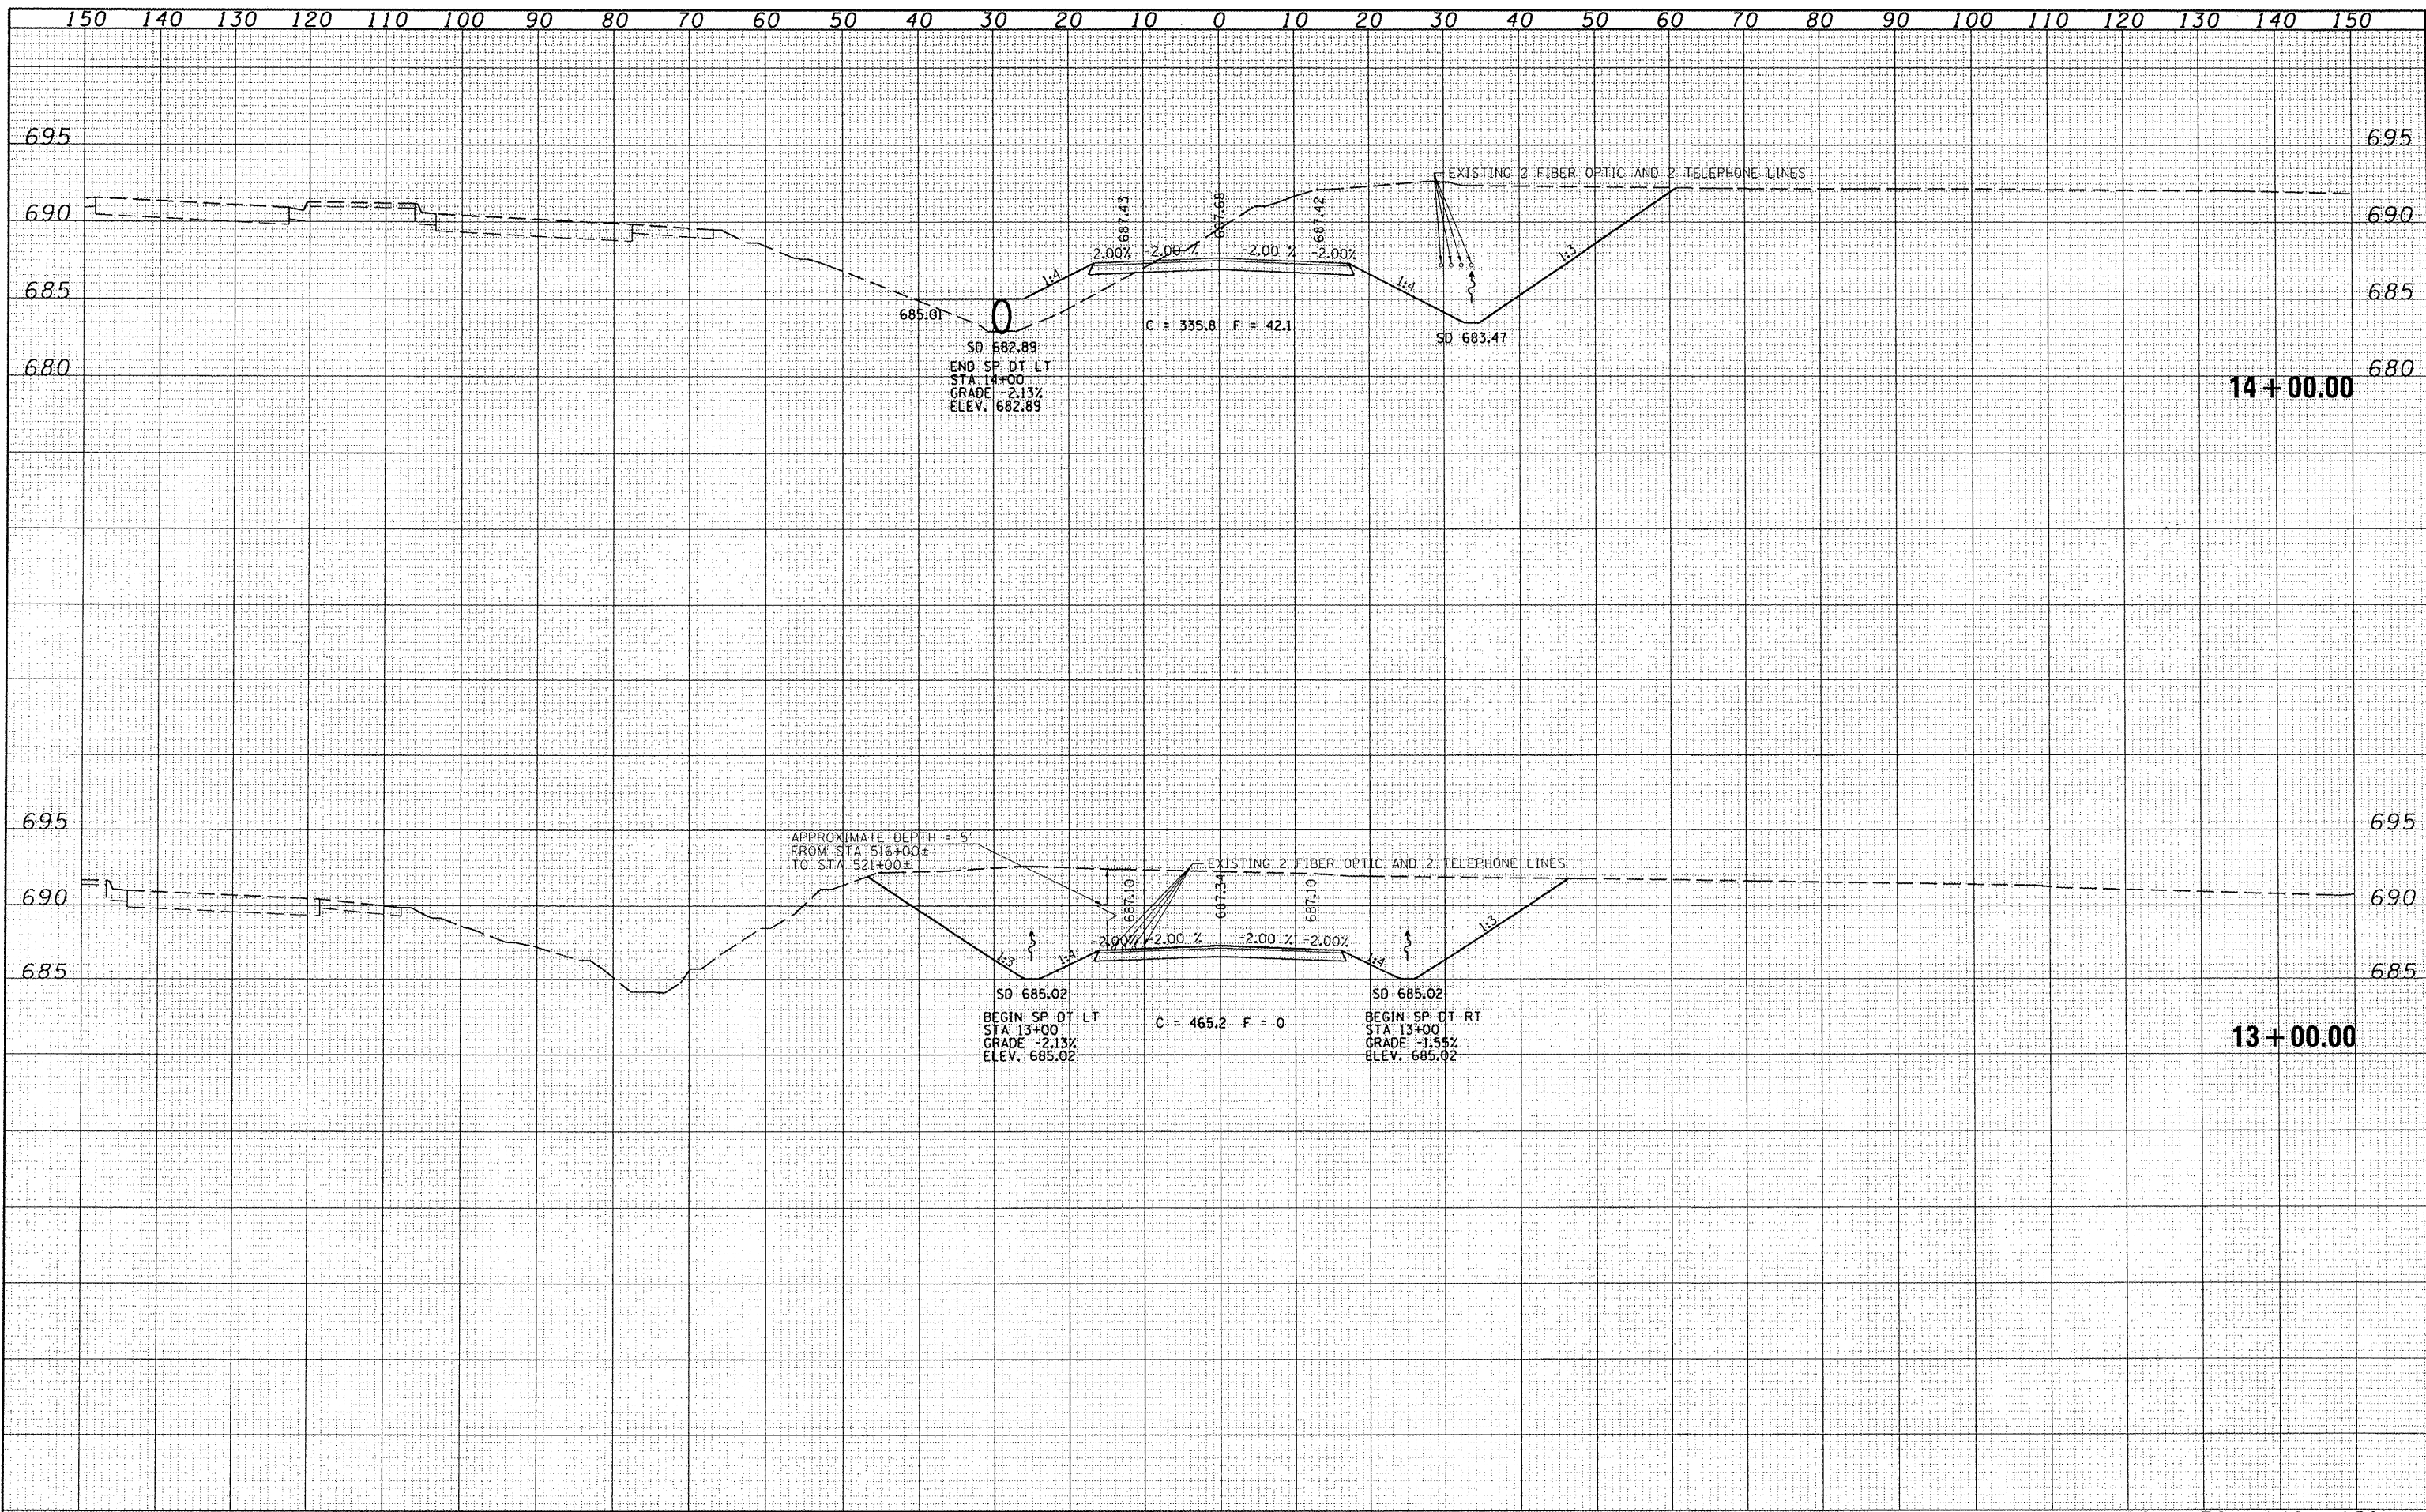 150 140 130 120 110 100 90 80 70 60 50 40 30 20 10 0 10 20 30 40 50 60 70 80 90 100 110 120 130 140 150
695 695
EXISTING 2 FIBER OPTIC AND 2 TELEPHONE LINES
687.43 687.68 687.42
690 690
-2.00% -2.00 % -2.00 % -2.00%
1:4 1:4 1:3
685 685
685.01
C = 335.8 F = 42.1
SD 682.89
SD 683.47
END SP DT LT
STA 14+00
GRADE -2.13%
ELEV. 682.89
680 680
14+00.00
695 695
APPROXIMATE DEPTH = 5'
FROM STA 516+00±
TO STA 521+00±
EXISTING 2 FIBER OPTIC AND 2 TELEPHONE LINES
687.10 687.34 687.10
690 690
-2.00% -2.00 % -2.00 % -2.00%
1:3 1:4 1:4 1:3
685 685
SD 685.02
SD 685.02
BEGIN SP DT LT
STA 13+00
GRADE -2.13%
ELEV. 685.02
C = 465.2 F = 0
BEGIN SP DT RT
STA 13+00
GRADE -1.55%
ELEV. 685.02
13+00.00